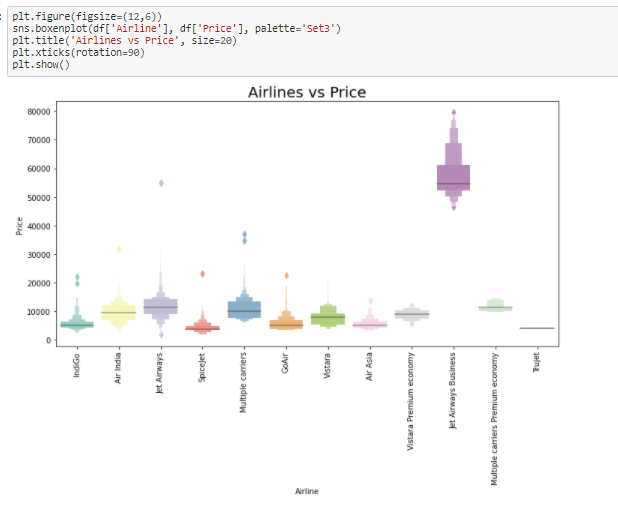 plt.figure(figsize=(12,6))
sns.boxenplot(df['Airline'], df['Price'], palette='Set3')
plt.title('Airlines vs Price', size=20)
plt.xticks(rotation=90)
plt.show()
Airlines vs Price
80000
70000
60000
50000
40000
30000
20000
10000
0
Price
IndiGo
Air India
Jet Airways
SpiceJet
Multiple carriers
GoAir
Vistara
Air Asia
Vistara Premium economy
Jet Airways Business
Multiple carriers Premium economy
Trujet
Airline